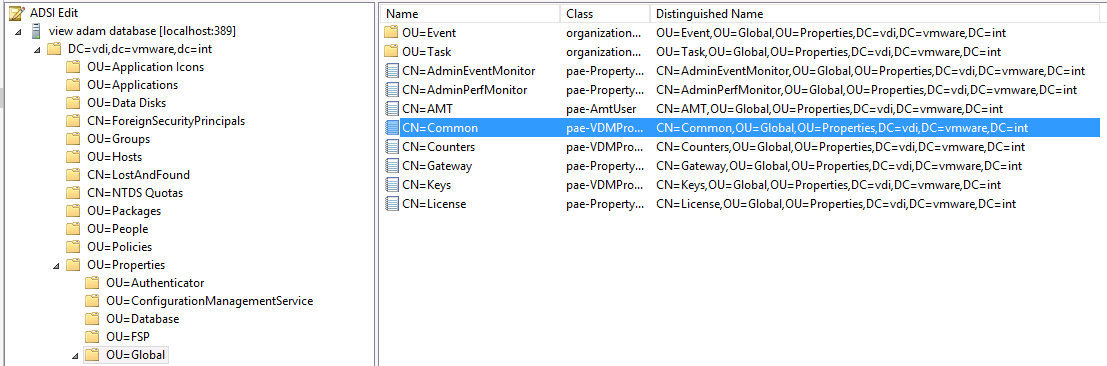 ADSI Edit
view adam database [localhost:389]
DC=vdi,dc=vmware,dc=int
OU=Application Icons
OU=Applications
OU=Data Disks
CN=ForeignSecurityPrincipals
OU=Groups
OU=Hosts
CN=LostAndFound
CN=NTDS Quotas
OU=Packages
OU=People
OU=Policies
OU=Properties
OU=Authenticator
OU=ConfigurationManagementService
OU=Database
OU=FSP
OU=Global
Name Class Distinguished Name
OU=Event organization... OU=Event,OU=Global,OU=Properties,DC=vdi,DC=vmware,DC=int
OU=Task organization... OU=Task,OU=Global,OU=Properties,DC=vdi,DC=vmware,DC=int
CN=AdminEventMonitor pae-Property... CN=AdminEventMonitor,OU=Global,OU=Properties,DC=vdi,DC=vmware,DC=int
CN=AdminPerfMonitor pae-Property... CN=AdminPerfMonitor,OU=Global,OU=Properties,DC=vdi,DC=vmware,DC=int
CN=AMT pae-AmtUser CN=AMT,OU=Global,OU=Properties,DC=vdi,DC=vmware,DC=int
CN=Common pae-VDMPro... CN=Common,OU=Global,OU=Properties,DC=vdi,DC=vmware,DC=int
CN=Counters pae-VDMPro... CN=Counters,OU=Global,OU=Properties,DC=vdi,DC=vmware,DC=int
CN=Gateway pae-Property... CN=Gateway,OU=Global,OU=Properties,DC=vdi,DC=vmware,DC=int
CN=Keys pae-VDMPro... CN=Keys,OU=Global,OU=Properties,DC=vdi,DC=vmware,DC=int
CN=License pae-Property... CN=License,OU=Global,OU=Properties,DC=vdi,DC=vmware,DC=int